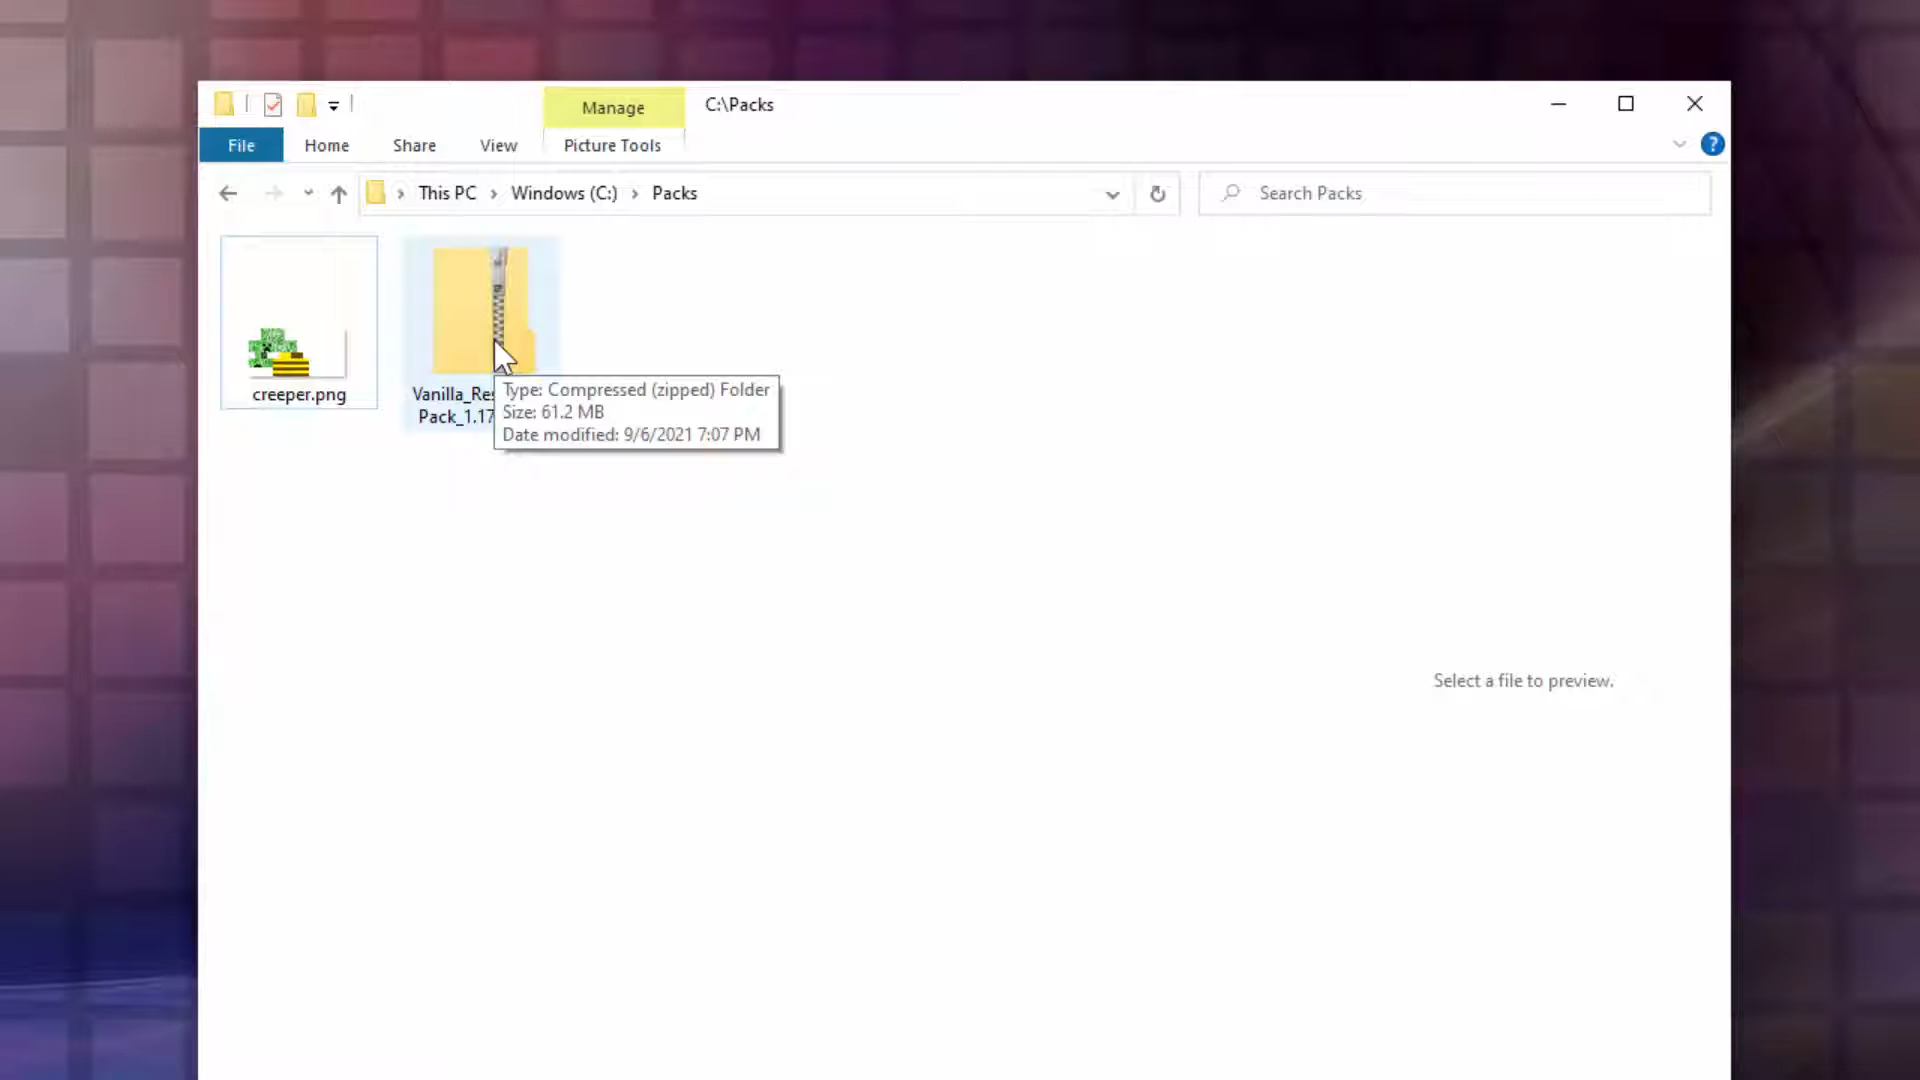 Manage
C:\Packs
File
Home
Share
View
Picture Tools
?
This PC
Windows (C:)
Packs
Search Packs
creeper.png
Vanilla_Res
Pack_1.17
Type: Compressed (zipped) Folder
Size: 61.2 MB
Date modified: 9/6/2021 7:07 PM
Select a file to preview.